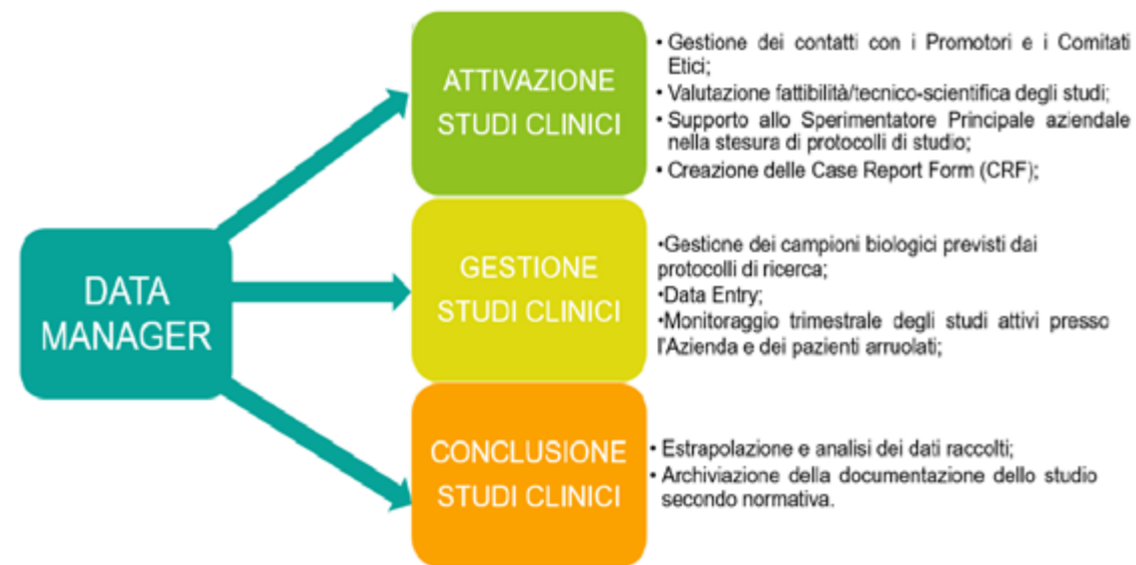 DATA
MANAGER
ATTIVAZIONE
STUDI CLINICI
• Gestione dei contatti con i Promotori e i Comitati
Etici;
• Valutazione fattibilità/tecnico-scientifica degli studi;
• Supporto allo Sperimentatore Principale aziendale
nella stesura di protocolli di studio;
• Creazione delle Case Report Form (CRF);
GESTIONE
STUDI CLINICI
•Gestione dei campioni biologici previsti dai
protocolli di ricerca;
•Data Entry;
•Monitoraggio trimestrale degli studi attivi presso
l'Azienda e dei pazienti arruolati;
CONCLUSIONE
STUDI CLINICI
• Estrapolazione e analisi dei dati raccolti;
• Archiviazione della documentazione dello studio
secondo normativa.